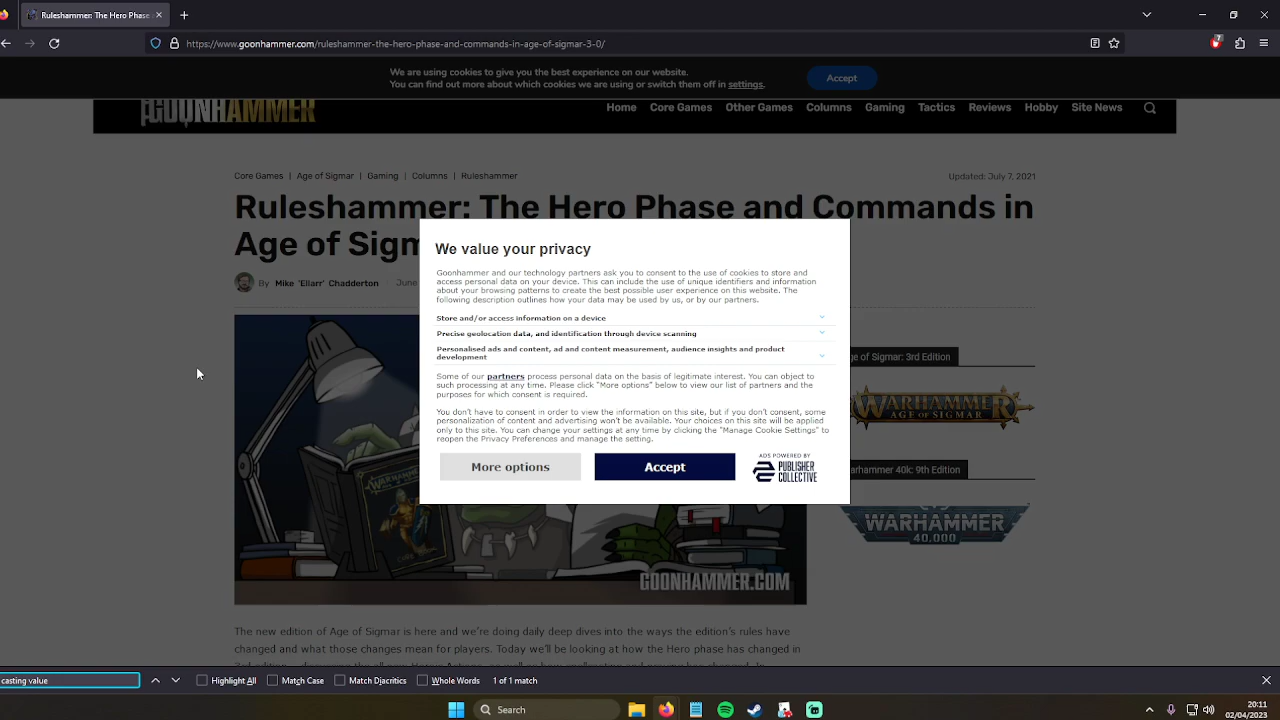 Ruleshammer: The Hero Phase
https://www.goonhammer.com/ruleshammer-the-hero-phase-and-commands-in-age-of-sigmar-3-0/
7
We are using cookies to give you the best experience on our website.
You can find out more about which cookies we are using or switch them off in settings.
Accept
GOONHAMMER
Home Core Games Other Games Columns Gaming Tactics Reviews Hobby Site News
Core Games | Age of Sigmar | Gaming | Columns | Ruleshammer
Updated: July 7, 2021
Ruleshammer: The Hero Phase and Commands in
Age of Sigm
By Mike 'Ellarr' Chadderton June
We value your privacy
Goonhammer and our technology partners ask you to consent to the use of cookies to store and
access personal data on your device. This can include the use of unique identifiers and information
about your browsing patterns to create the best possible user experience on this website. The
following description outlines how your data may be used by us, or by our partners.
Store and/or access information on a device
Precise geolocation data, and identification through device scanning
Personalised ads and content, ad and content measurement, audience insights and product
development
Some of our partners process personal data on the basis of legitimate interest. You can object to
such processing at any time. Please click "More options" below to view our list of partners and the
purposes for which consent is required.
You don't have to consent in order to view the information on this site, but if you don't consent, some
personalization of content and advertising won't be available. Your choices on this site will be applied
only to this site. You can change your settings at any time by clicking the "Manage Cookie Settings" to
reopen the Privacy Preferences and manage the setting.
More options
Accept
ADS POWERED BY
PUBLISHER
COLLECTIVE
ge of Sigmar: 3rd Edition
WARHAMMER
AGE OF SIGMAR
arhammer 40k: 9th Edition
WARHAMMER
40,000
GOONHAMMER.COM
The new edition of Age of Sigmar is here and we're doing daily deep dives into the ways the edition's rules have
changed and what those changes mean for players. Today we'll be looking at how the Hero phase has changed in
casting value
Highlight All Match Case Match Diacritics Whole Words 1 of 1 match
Search
20:11
02/04/2023